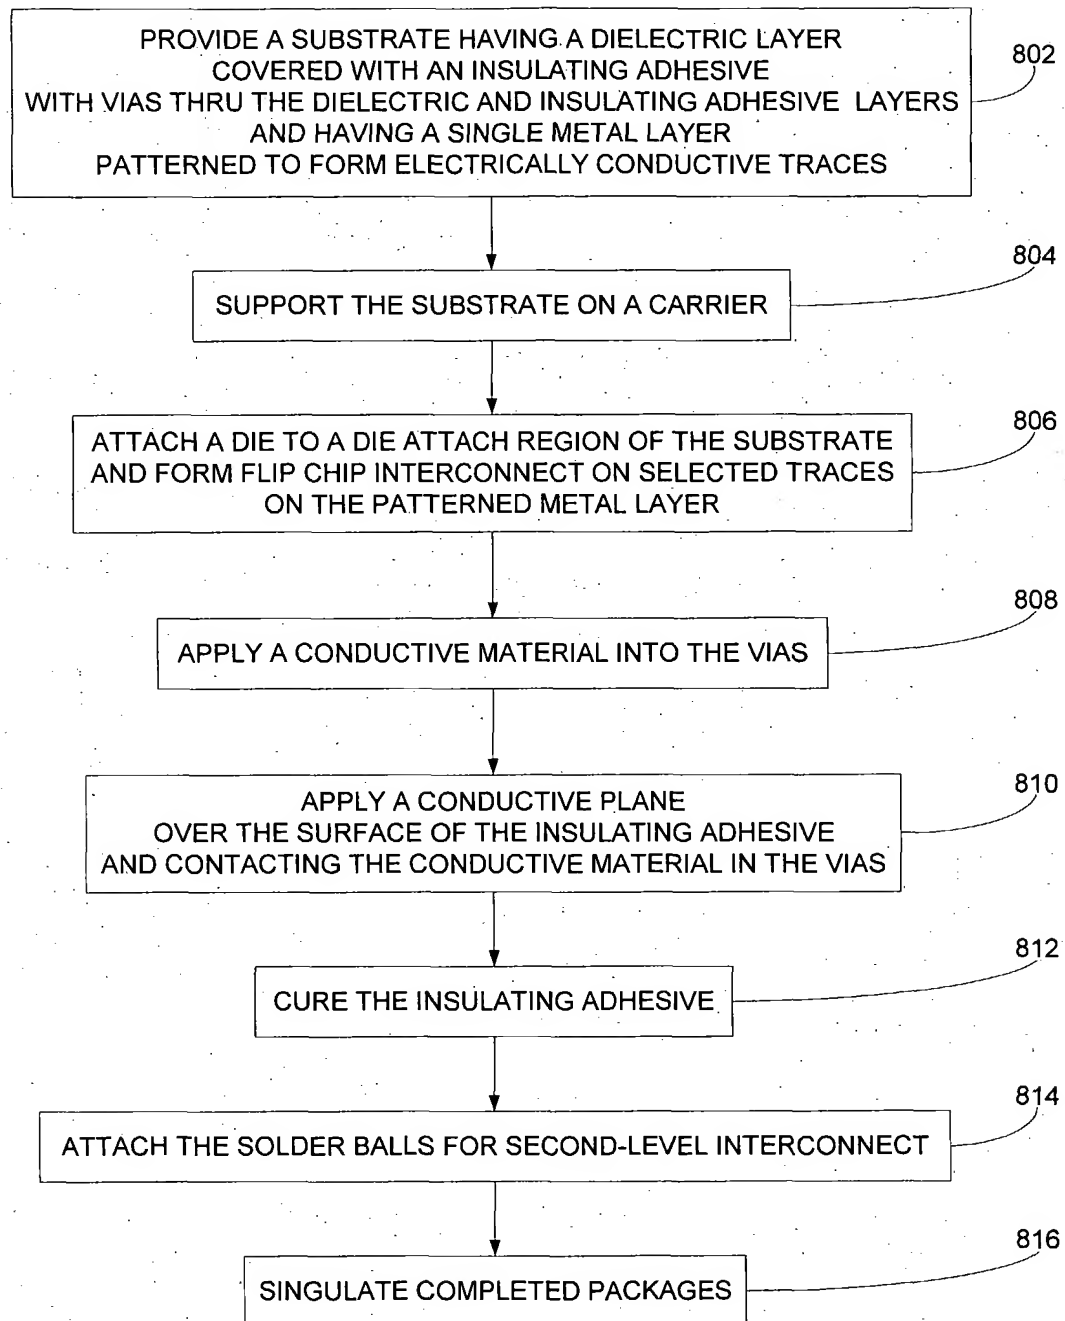 PROVIDE A SUBSTRATE HAVING A DIELECTRIC LAYER
COVERED WITH AN INSULATING ADHESIVE
WITH VIAS THRU THE DIELECTRIC AND INSULATING ADHESIVE LAYERS
AND HAVING A SINGLE METAL LAYER
PATTERNED TO FORM ELECTRICALLY CONDUCTIVE TRACES
802
SUPPORT THE SUBSTRATE ON A CARRIER
804
ATTACH A DIE TO A DIE ATTACH REGION OF THE SUBSTRATE
AND FORM FLIP CHIP INTERCONNECT ON SELECTED TRACES
ON THE PATTERNED METAL LAYER
806
APPLY A CONDUCTIVE MATERIAL INTO THE VIAS
808
APPLY A CONDUCTIVE PLANE
OVER THE SURFACE OF THE INSULATING ADHESIVE
AND CONTACTING THE CONDUCTIVE MATERIAL IN THE VIAS
810
CURE THE INSULATING ADHESIVE
812
ATTACH THE SOLDER BALLS FOR SECOND-LEVEL INTERCONNECT
814
SINGULATE COMPLETED PACKAGES
816